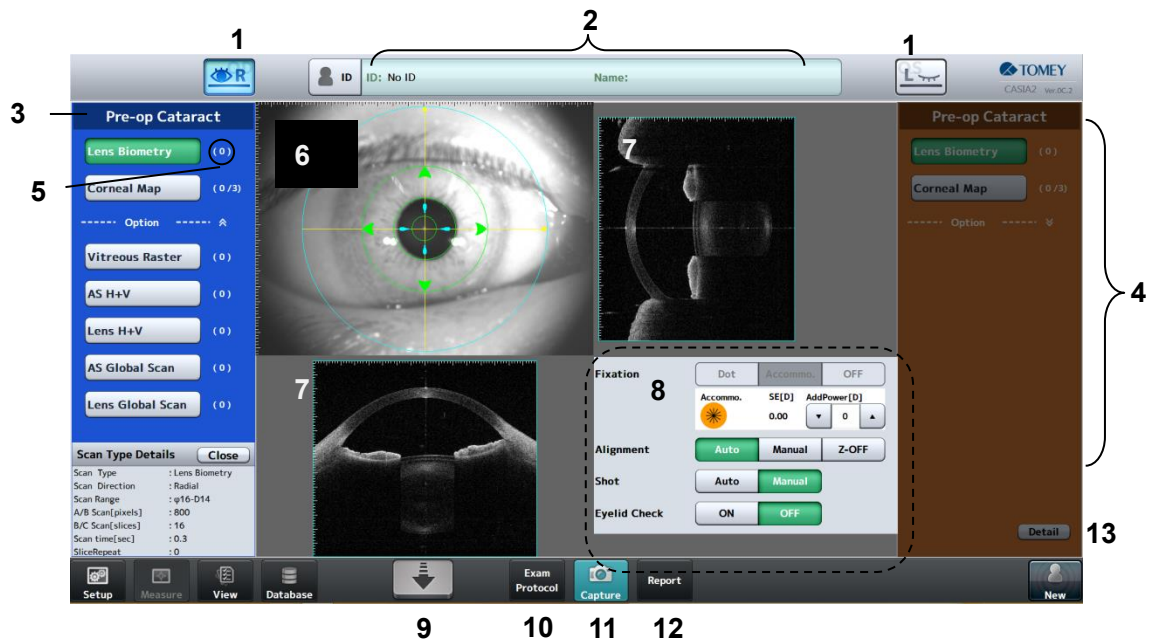 1
2
1
R
ID
ID: No ID
Name:
L
TOMEY
CASIA2 Ver.0C.2
3
Pre-op Cataract
Lens Biometry (0)
5
Corneal Map (0/3)
Option
Vitreous Raster (0)
AS H+V (0)
Lens H+V (0)
AS Global Scan (0)
Lens Global Scan (0)
Scan Type Details Close
Scan Type : Lens Biometry
Scan Direction : Radial
Scan Range : φ16-D14
A/B Scan[pixels] : 800
B/C Scan[slices] : 16
Scan time[sec] : 0.3
SliceRepeat : 0
6
7
7
Fixation Dot Accommo. OFF
8
Accommo. SE[D] AddPower[D]
0.00 0
Alignment Auto Manual Z-OFF
Shot Auto Manual
Eyelid Check ON OFF
Pre-op Cataract
Lens Biometry (0)
Corneal Map (0/3)
Option
4
Detail
13
Setup
Measure
View
Database
Exam
Protocol
Capture
Report
New
9
10
11
12